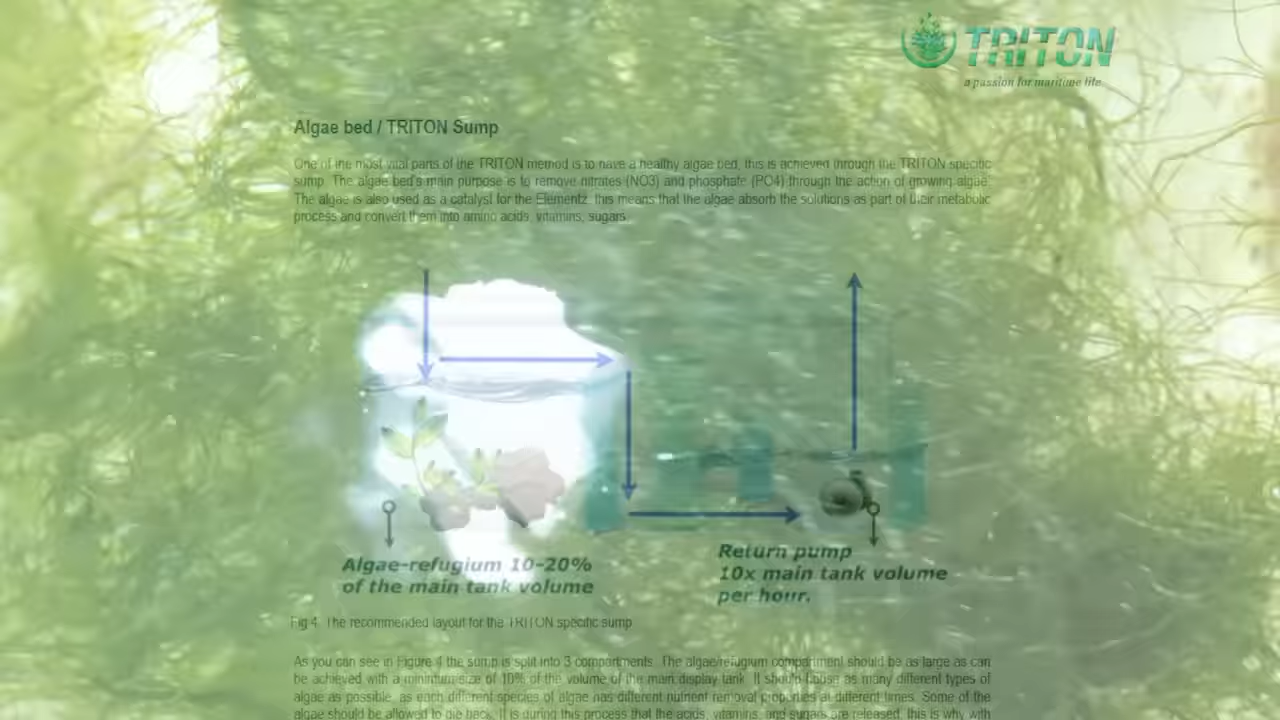 TRITON
a passion for maritime life.
Algae bed / TRITON Sump
One of the most vital parts of the TRITON method is to have a healthy algae bed, this is achieved through the TRITON specific
sump. The algae bed's main purpose is to remove nitrates (NO3) and phosphate (PO4) through the action of growing algae.
The algae is also used as a catalyst for the Elementz, this means that the algae absorb the solutions as part of their metabolic
process and convert them into amino acids, vitamins, sugars.
Algae-refugium 10-20%
of the main tank volume
Return pump
10x main tank volume
per hour.
Fig 4. The recommended layout for the TRITON specific sump
As you can see in Figure 4 the sump is split into 3 compartments. The algae/refugium compartment should be as large as can
be achieved with a minimum size of 10% of the volume of the main display tank. It should house as many different types of
algae as possible, as each different species of algae has different nutrient removal properties at different times. Some of the
algae should be allowed to die back. It is during this process that the acids, vitamins, and sugars are released, this is why with